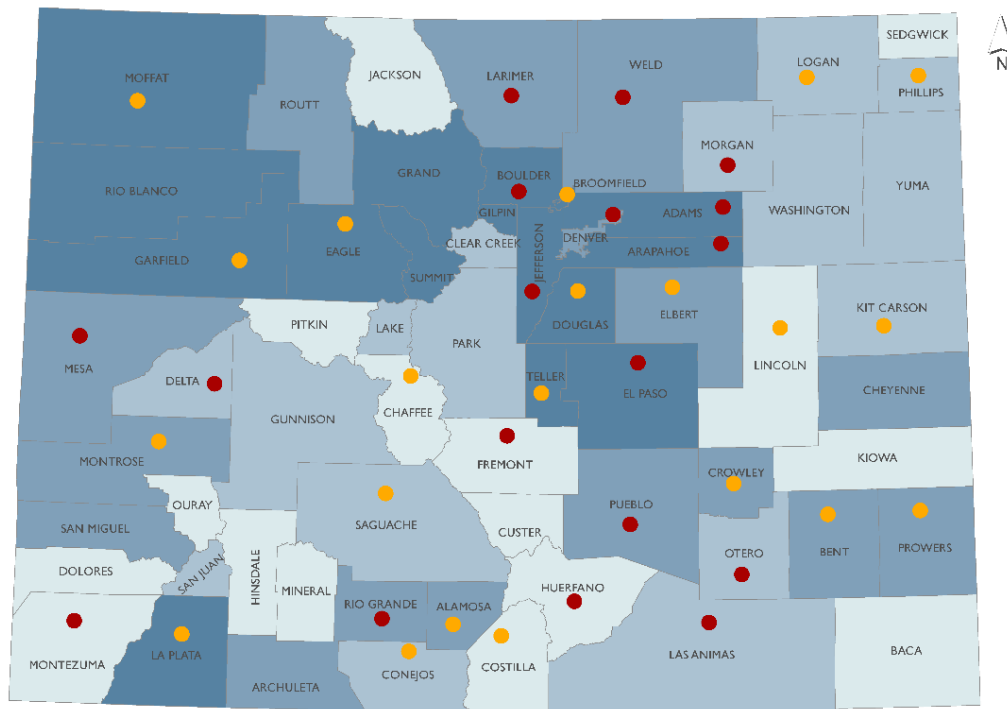 SEDGWICK
N
LOGAN
WELD
JACKSON
MOFFAT
LARIMER
PHILLIPS
ROUTT
MORGAN
GRAND
BOULDER
BROOMFIELD
YUMA
RIO BLANCO
GILPIN
ADAMS
WASHINGTON
DENVER
CLEAR CREEK
JEFFERSON
EAGLE
ARAPAHOE
GARFIELD
SUMMIT
KIT CARSON
ELBERT
PITKIN
DOUGLAS
LAKE
PARK
LINCOLN
MESA
TELLER
DELTA
CHEYENNE
EL PASO
CHAFFEE
GUNNISON
KIOWA
MONTROSE
FREMONT
CROWLEY
OURAY
PUEBLO
SAGUACHE
SAN MIGUEL
CUSTER
PROWERS
BENT
OTERO
DOLORES
SAN JUAN
HINSDALE
MINERAL
HUERFANO
RIO GRANDE
ALAMOSA
BACA
LA PLATA
LAS ANIMAS
MONTEZUMA
COSTILLA
CONEJOS
ARCHULETA